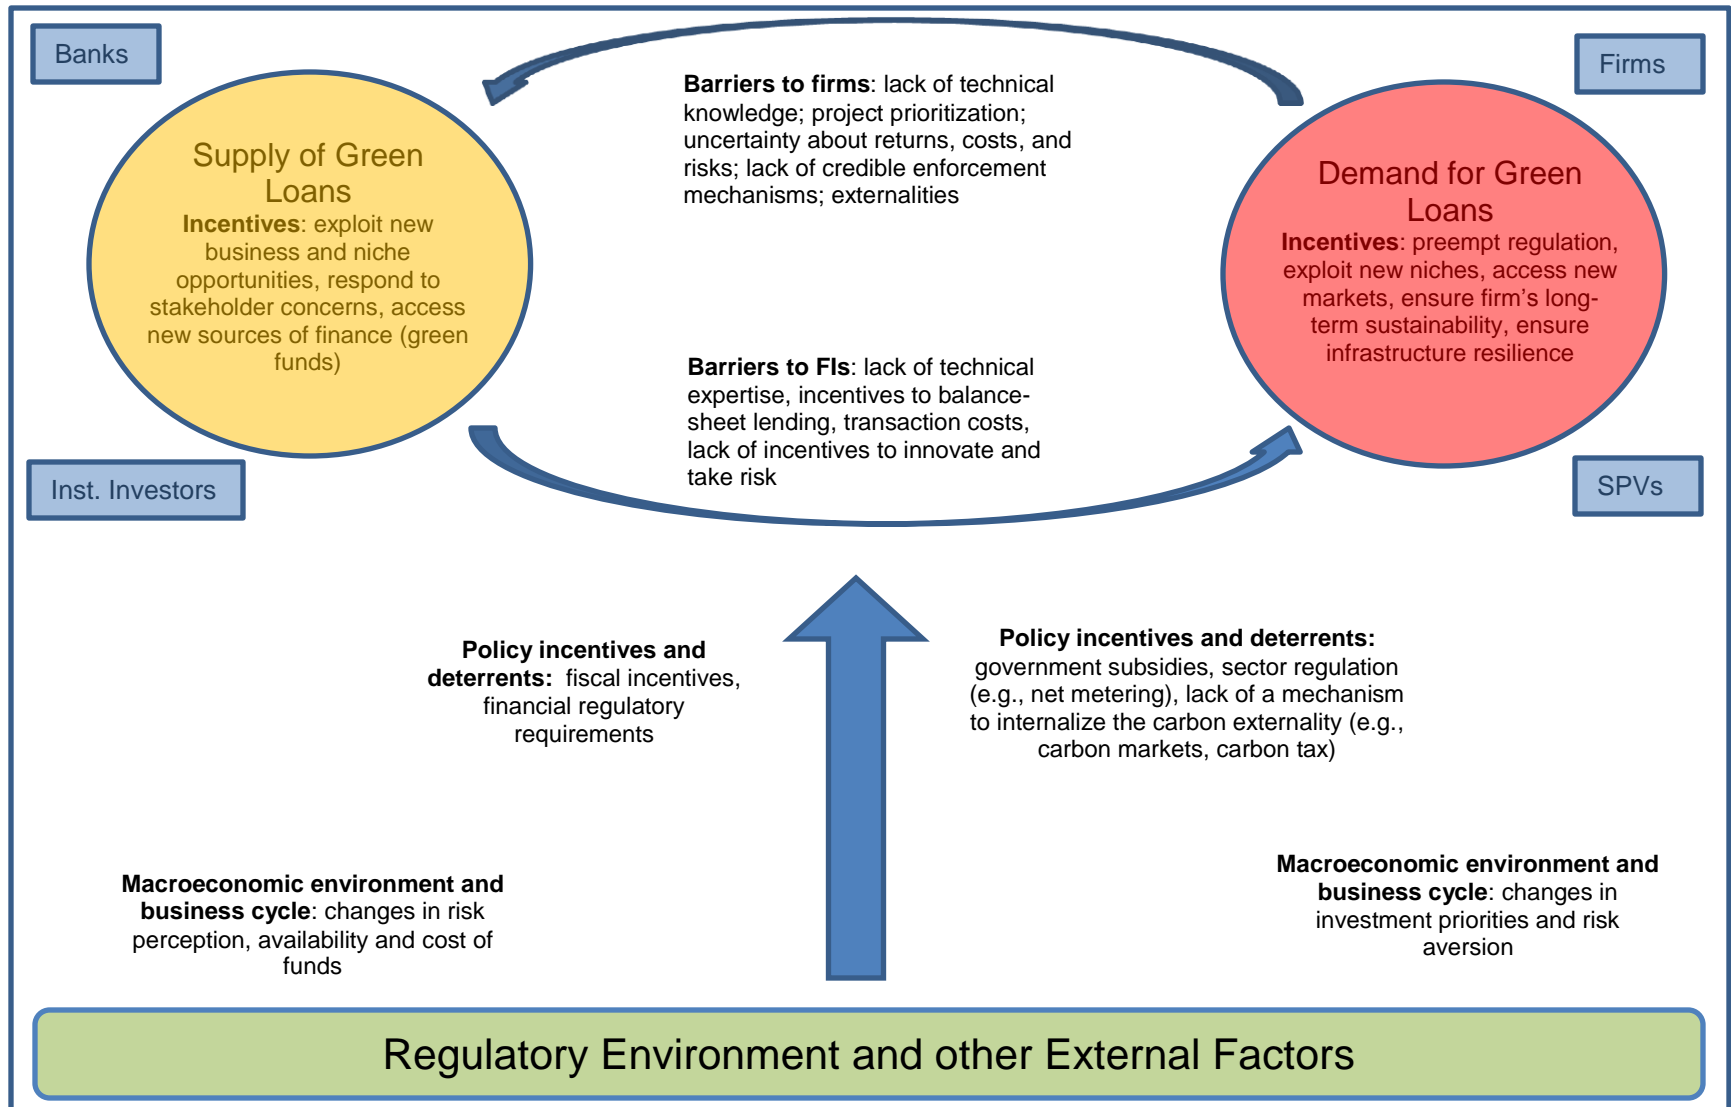 Banks
Firms
Barriers to firms: lack of technical
knowledge; project prioritization;
uncertainty about returns, costs, and
risks; lack of credible enforcement
mechanisms; externalities
Supply of Green
Loans
Incentives: exploit new
business and niche
opportunities, respond to
stakeholder concerns, access
new sources of finance (green
funds)
Demand for Green
Loans
Incentives: preempt regulation,
exploit new niches, access new
markets, ensure firm’s long-
term sustainability, ensure
infrastructure resilience
Barriers to FIs: lack of technical
expertise, incentives to balance-
sheet lending, transaction costs,
lack of incentives to innovate and
take risk
Inst. Investors
SPVs
Policy incentives and
deterrents: fiscal incentives,
financial regulatory
requirements
Policy incentives and deterrents:
government subsidies, sector regulation
(e.g., net metering), lack of a mechanism
to internalize the carbon externality (e.g.,
carbon markets, carbon tax)
Macroeconomic environment and
business cycle: changes in risk
perception, availability and cost of
funds
Macroeconomic environment and
business cycle: changes in
investment priorities and risk
aversion
Regulatory Environment and other External Factors